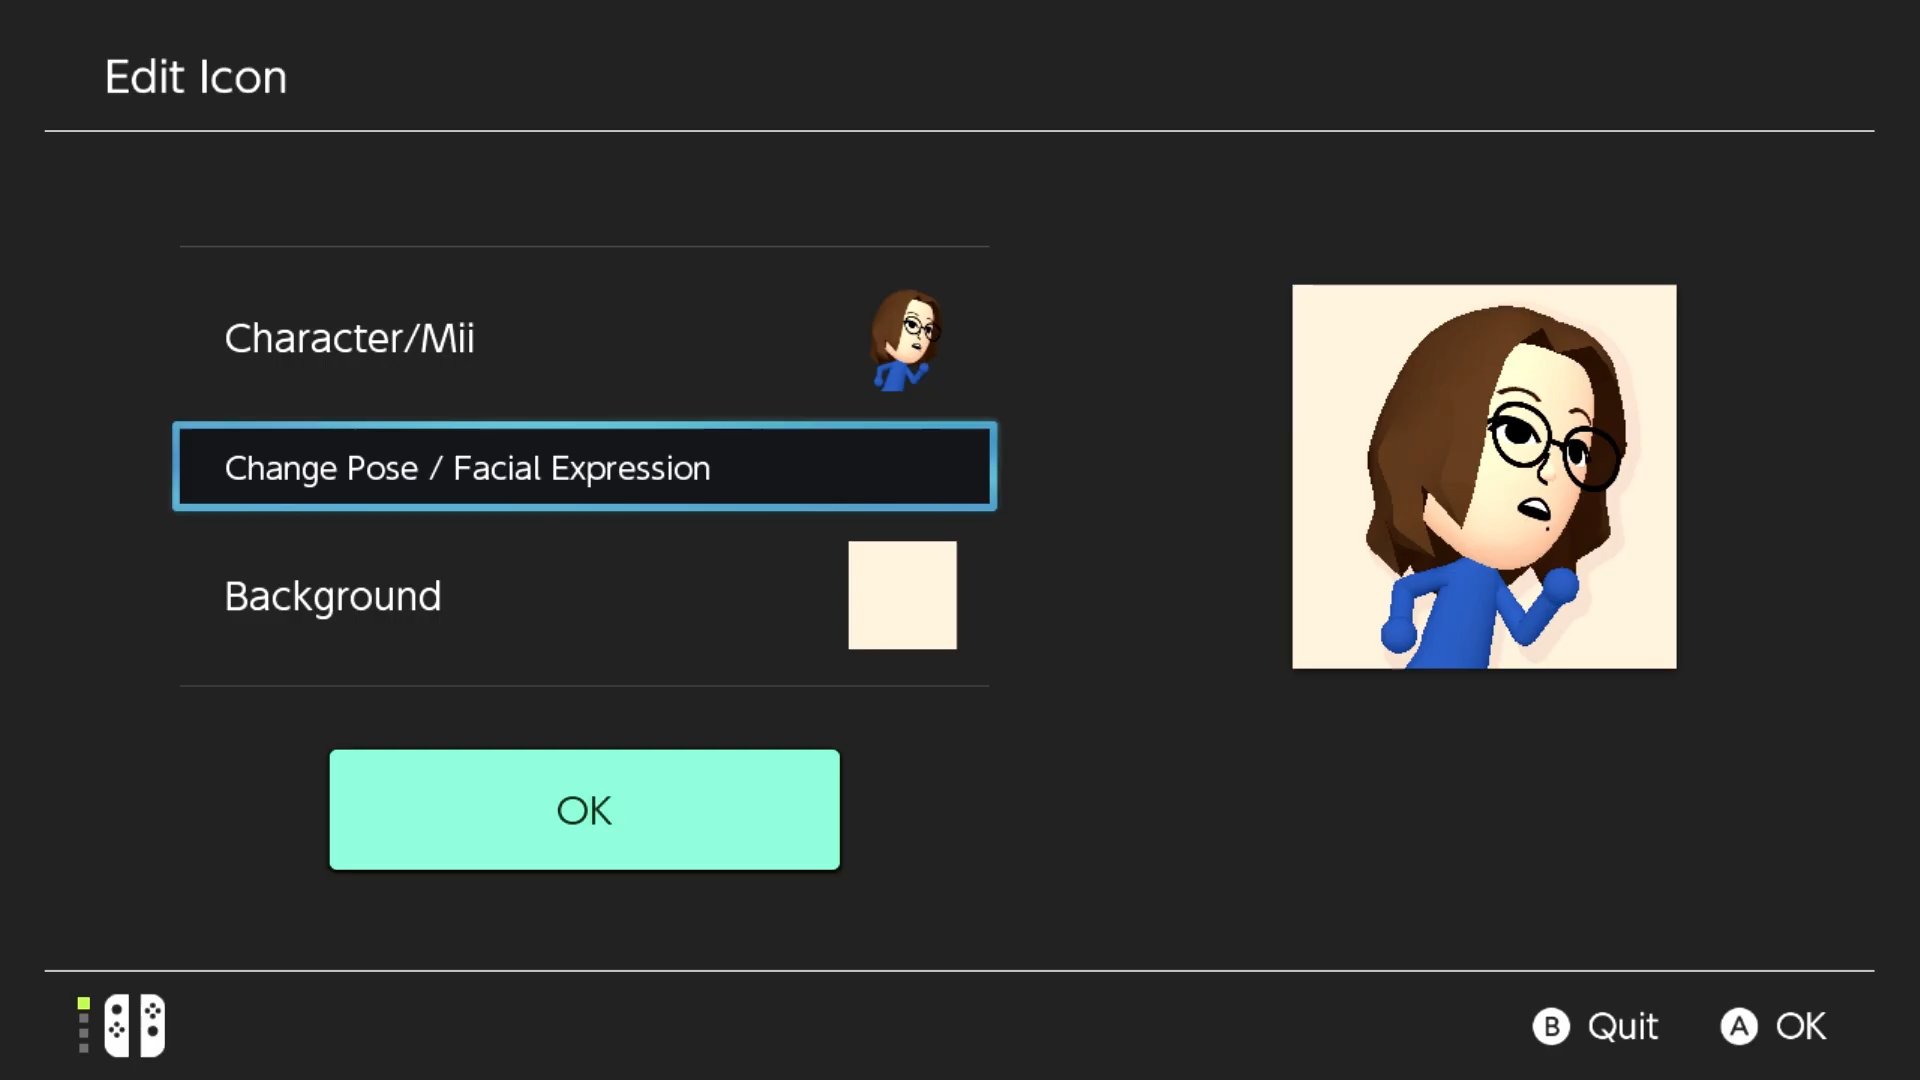 Edit Icon
Character/Mii
Change Pose / Facial Expression
Background
OK
B Quit A OK